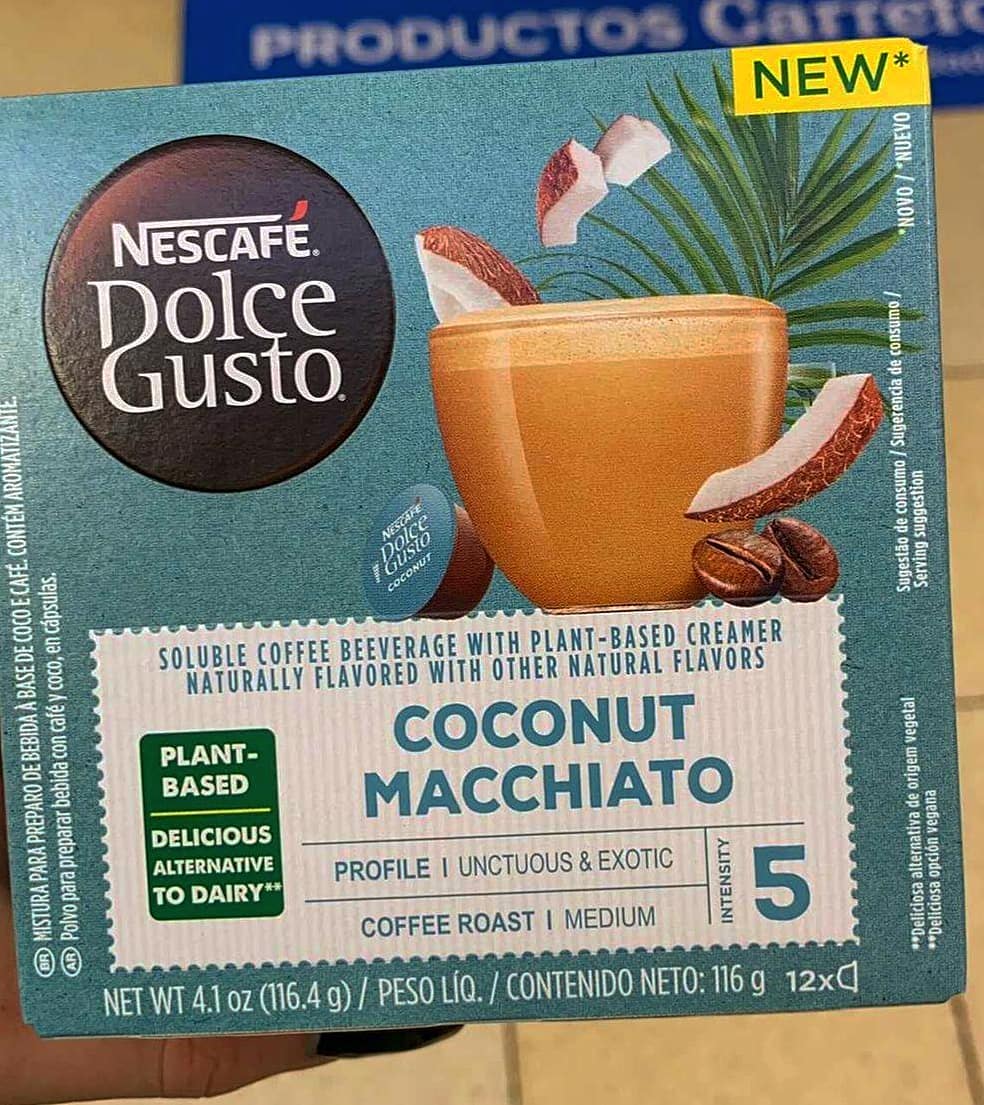 PRODUCTOS
NEW*
NESCAFÉ®
Dolce
Gusto®
*NOVO / *NUEVO
Sugestão de consumo / Sugerencia de consumo /
Serving suggestion
NESCAFÉ
Dolce
Gusto
COCONUT
SOLUBLE COFFEE BEEVERAGE WITH PLANT-BASED CREAMER
NATURALLY FLAVORED WITH OTHER NATURAL FLAVORS
COCONUT
MACCHIATO
PLANT-
BASED
DELICIOUS
ALTERNATIVE
TO DAIRY**
PROFILE | UNCTUOUS & EXOTIC
COFFEE ROAST | MEDIUM
INTENSITY
5
BR MISTURA PARA PREPARO DE BEBIDA À BASE DE COCO E CAFÉ. CONTÉM AROMATIZANTE.
AR Polvo para preparar bebida con café y coco, en cápsulas.
**Deliciosa alternativa de origem vegetal
**Deliciosa opción vegana
NET WT 4.1 oz (116.4 g) / PESO LÍQ. / CONTENIDO NETO: 116 g 12x